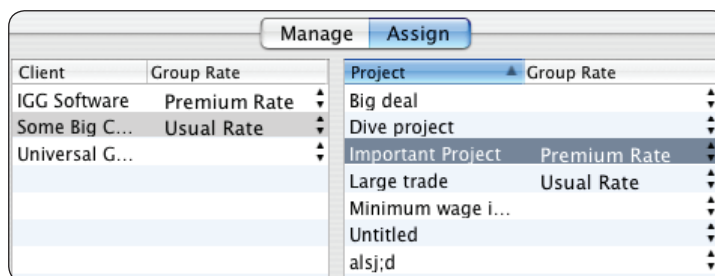 Manage Assign
Client Group Rate
IGG Software Premium Rate
Some Big C... Usual Rate
Universal G...
Project Group Rate
Big deal
Dive project
Important Project Premium Rate
Large trade Usual Rate
Minimum wage i...
Untitled
alsj;d